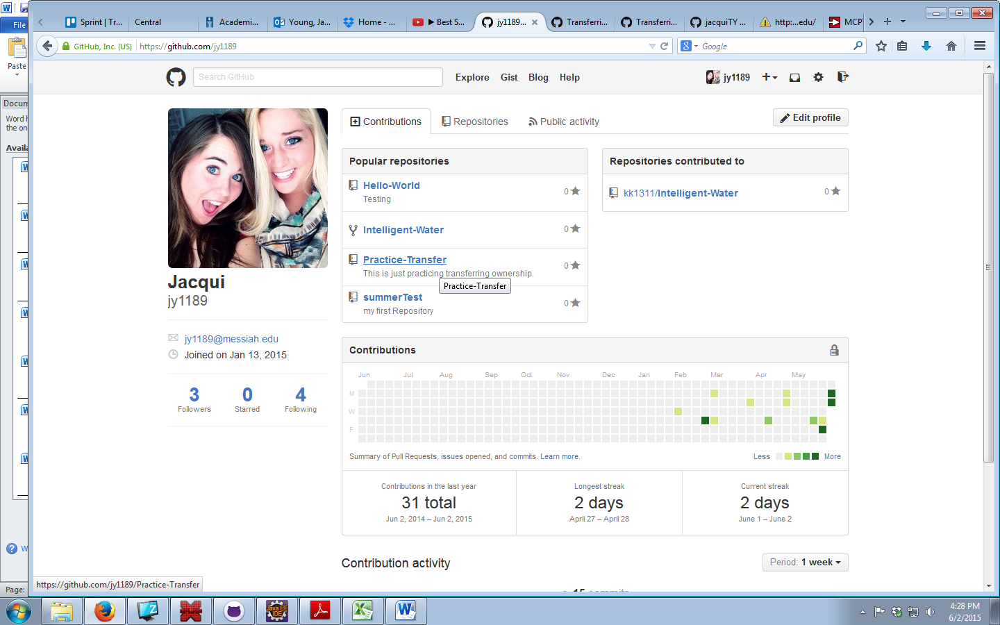 File
Paste
Docum
Word h
the on
Availa
W
Page:
Sprint | Tr...
Central
Academi...
Young, Ja...
Home - ...
▶ Best S...
jy1189...
Transferri...
Transferri...
jacquiTY ...
http:...edu/
MCPT
GitHub, Inc. (US)
https://github.com/jy1189
Google
Search GitHub
Explore
Gist
Blog
Help
jy1189
Contributions
Repositories
Public activity
Edit profile
Jacqui
jy1189
jy1189@messiah.edu
Joined on Jan 13, 2015
3
Followers
0
Starred
4
Following
Popular repositories
Hello-World
Testing
0
Intelligent-Water
0
Practice-Transfer
This is just practicing transferring ownership.
0
Practice-Transfer
summerTest
my first Repository
0
Repositories contributed to
kk1311/Intelligent-Water
0
Contributions
Jun Jul Aug Sep Oct Nov Dec Jan Feb Mar Apr May
M
W
F
Summary of Pull Requests, issues opened, and commits. Learn more.
Less More
Contributions in the last year
31 total
Jun 2, 2014 – Jun 2, 2015
Longest streak
2 days
April 27 – April 28
Current streak
2 days
June 1 – June 2
Contribution activity
Period: 1 week
15 commits
https://github.com/jy1189/Practice-Transfer
Java EE
IDE
4:28 PM
6/2/2015